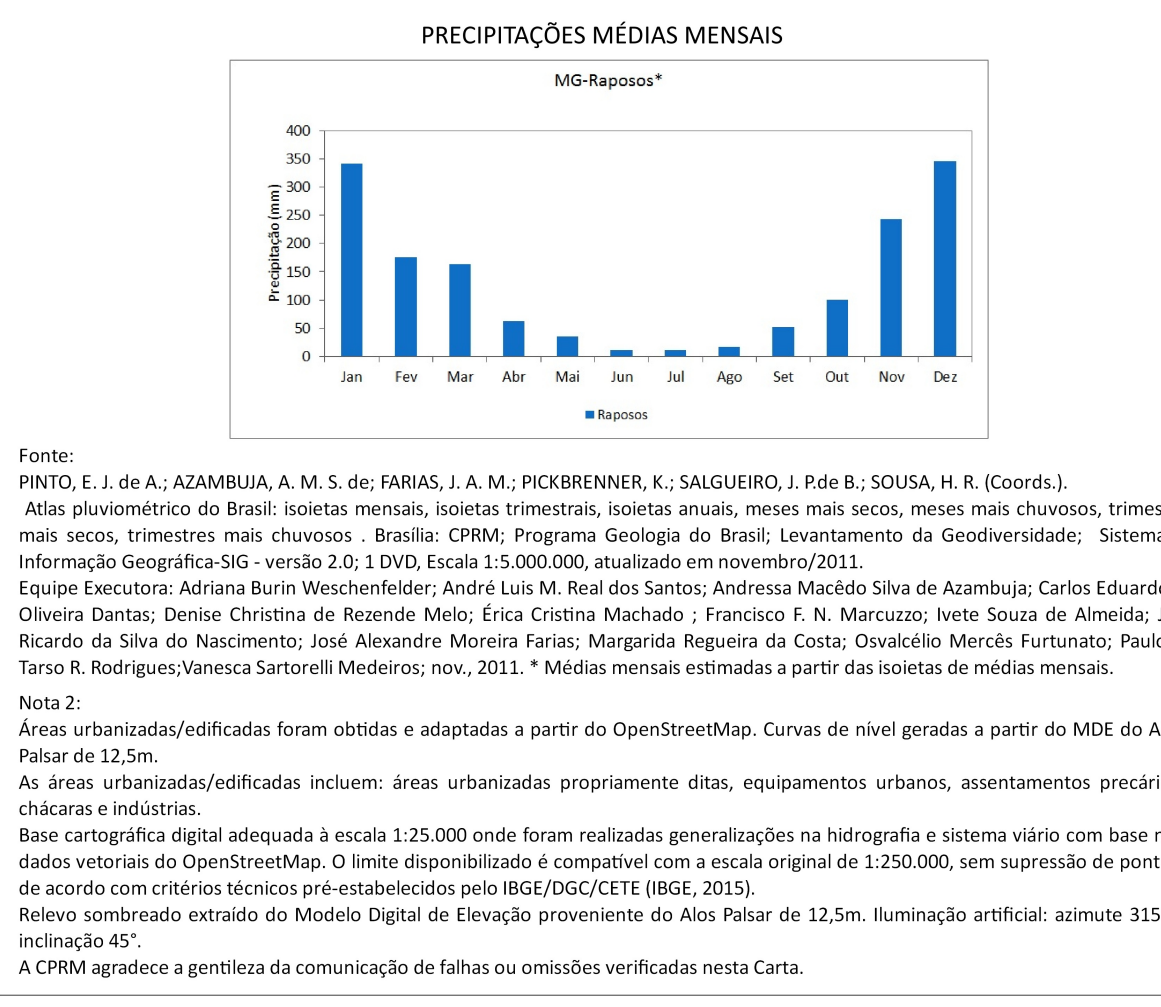 PRECIPITAÇÕES MÉDIAS MENSAIS
MG-Raposos*
400
350
300
250
200
150
100
50
0
Precipitação (mm)
Jan Fev Mar Abr Mai Jun Jul Ago Set Out Nov Dez
Raposos
Fonte:
PINTO, E. J. de A.; AZAMBUJA, A. M. S. de; FARIAS, J. A. M.; PICKBRENNER, K.; SALGUEIRO, J. P.de B.; SOUSA, H. R. (Coords.).
Atlas pluviométrico do Brasil: isoietas mensais, isoietas trimestrais, isoietas anuais, meses mais secos, meses mais chuvosos, trimes
mais secos, trimestres mais chuvosos . Brasília: CPRM; Programa Geologia do Brasil; Levantamento da Geodiversidade; Sistema
Informação Geográfica-SIG - versão 2.0; 1 DVD, Escala 1:5.000.000, atualizado em novembro/2011.
Equipe Executora: Adriana Burin Weschenfelder; André Luis M. Real dos Santos; Andressa Macêdo Silva de Azambuja; Carlos Eduardo
Oliveira Dantas; Denise Christina de Rezende Melo; Érica Cristina Machado ; Francisco F. N. Marcuzzo; Ivete Souza de Almeida; J
Ricardo da Silva do Nascimento; José Alexandre Moreira Farias; Margarida Regueira da Costa; Osvalcélio Mercês Furtunato; Paulo
Tarso R. Rodrigues;Vanesca Sartorelli Medeiros; nov., 2011. * Médias mensais estimadas a partir das isoietas de médias mensais.
Nota 2:
Áreas urbanizadas/edificadas foram obtidas e adaptadas a partir do OpenStreetMap. Curvas de nível geradas a partir do MDE do A
Palsar de 12,5m.
As áreas urbanizadas/edificadas incluem: áreas urbanizadas propriamente ditas, equipamentos urbanos, assentamentos precári
chácaras e indústrias.
Base cartográfica digital adequada à escala 1:25.000 onde foram realizadas generalizações na hidrografia e sistema viário com base n
dados vetoriais do OpenStreetMap. O limite disponibilizado é compatível com a escala original de 1:250.000, sem supressão de pont
de acordo com critérios técnicos pré-estabelecidos pelo IBGE/DGC/CETE (IBGE, 2015).
Relevo sombreado extraído do Modelo Digital de Elevação proveniente do Alos Palsar de 12,5m. Iluminação artificial: azimute 315
inclinação 45°.
A CPRM agradece a gentileza da comunicação de falhas ou omissões verificadas nesta Carta.